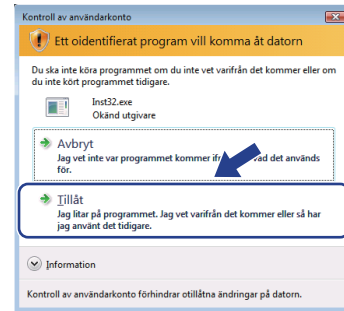 Kontroll av användarkonto
Ett oidentifierat program vill komma åt datorn
Du ska inte köra programmet om du inte vet varifrån det kommer eller om
du inte kört programmet tidigare.
Inst32.exe
Okänd utgivare
Avbryt
Jag vet inte var programmet kommer vad det används
för.
Tillåt
Jag litar på programmet. Jag vet varifrån det kommer eller så har
jag använt det tidigare.
Information
Kontroll av användarkonto förhindrar otillåtna ändringar på datorn.